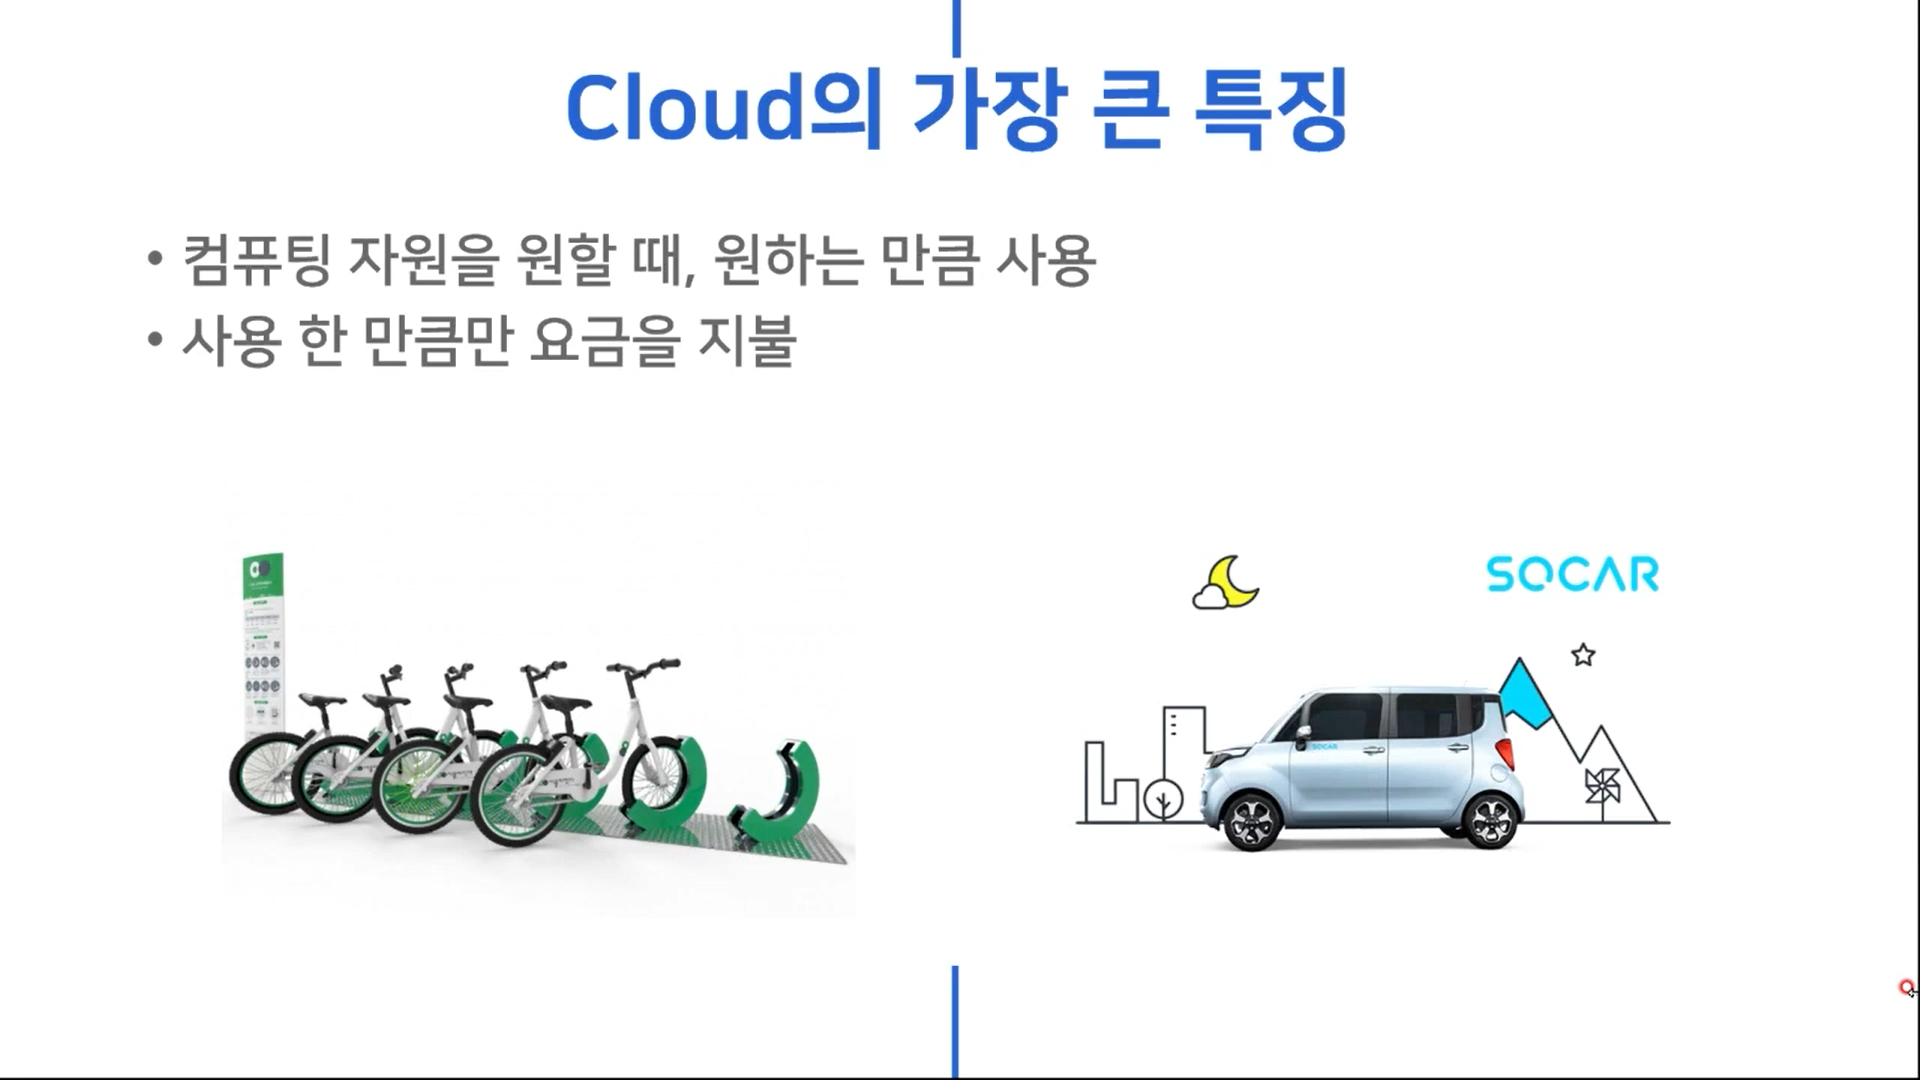 Cloud의 가장 큰 특징
• 컴퓨팅 자원을 원할 때, 원하는 만큼 사용
• 사용 한 만큼만 요금을 지불
SOCAR
SOCAR